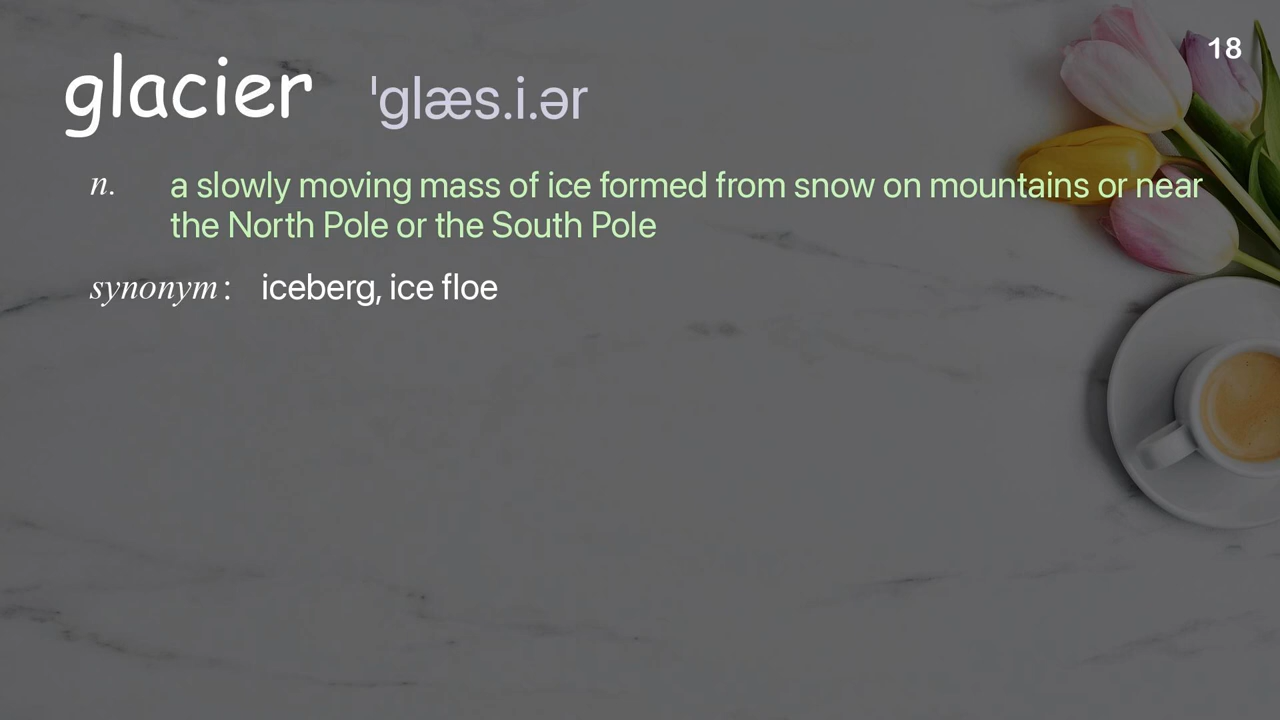 18
glacier ˈglæs.i.ər
n. a slowly moving mass of ice formed from snow on mountains or near
the North Pole or the South Pole
synonym : iceberg, ice floe